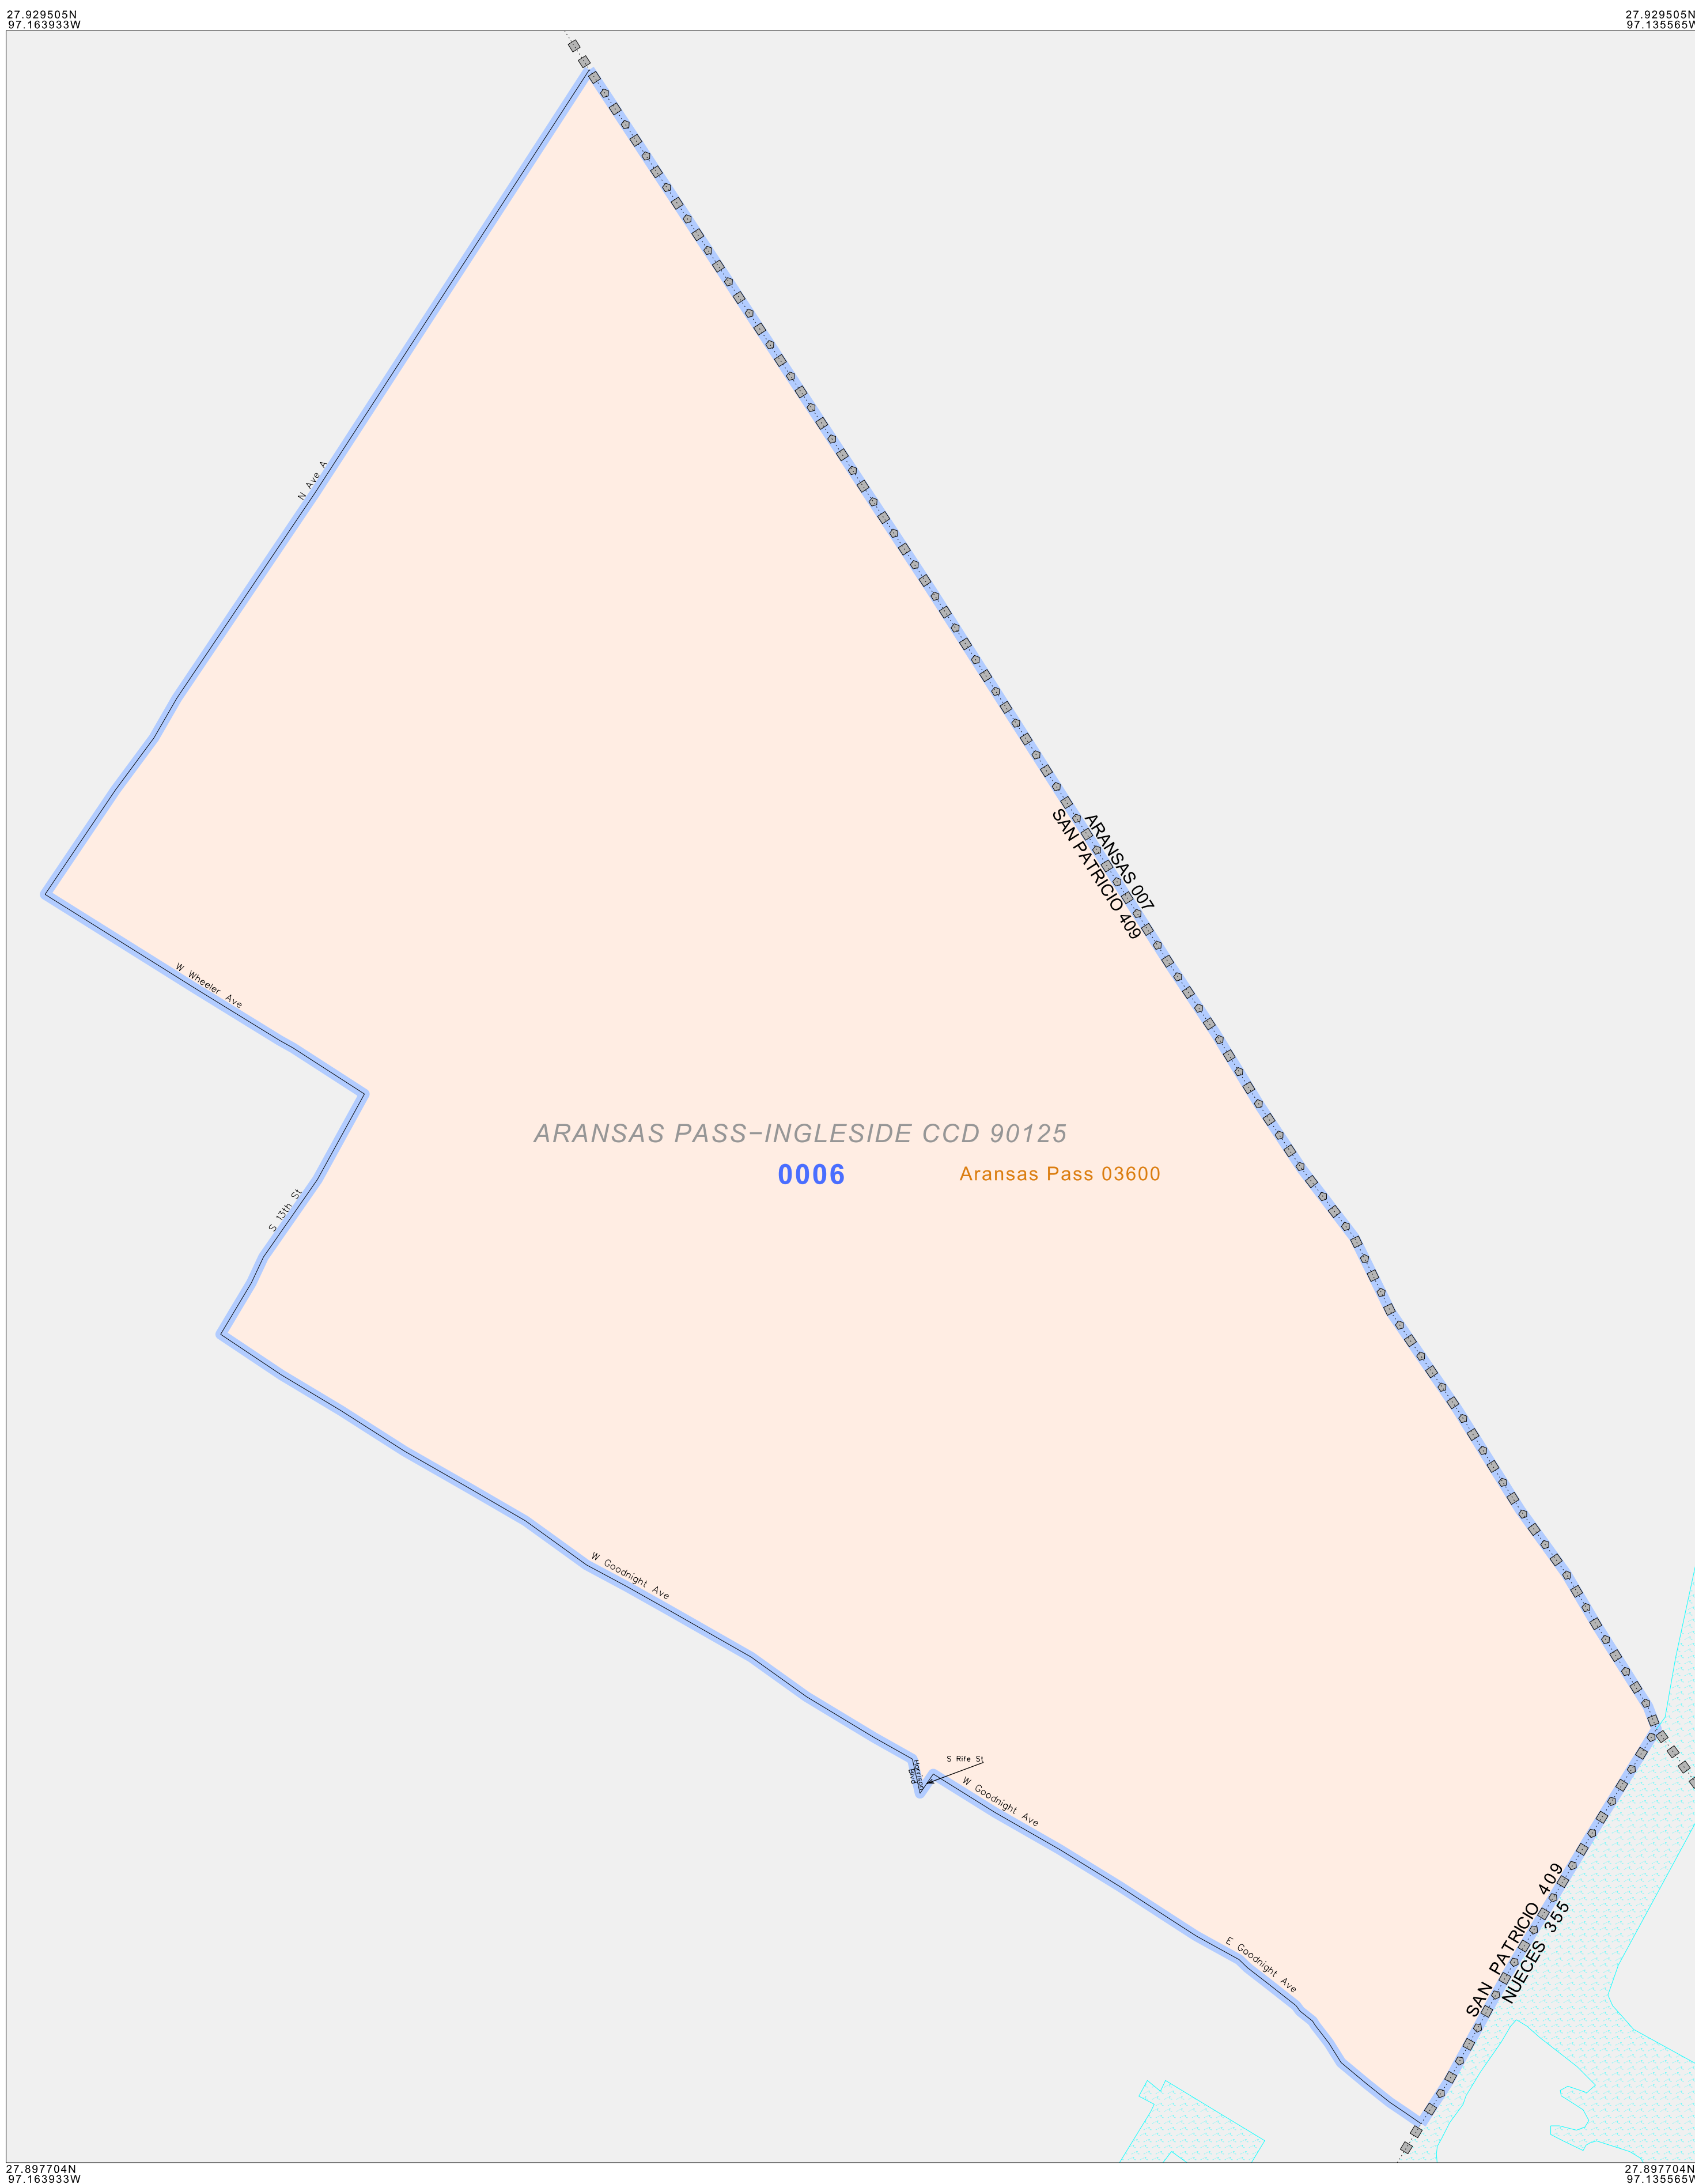 27.929505N
97.163933W
27.929505N
97.135565W
N Ave A
ARANSAS 007
SAN PATRICIO 409
W Wheeler Ave
ARANSAS PASS-INGLESIDE CCD 90125
0006
Aransas Pass 03600
S 13th St
W Goodnight Ave
S Rife St
Morrison
Blvd
W Goodnight Ave
SAN PATRICIO 409
NUECES 355
E Goodnight Ave
27.897704N
97.163933W
27.897704N
97.135565W